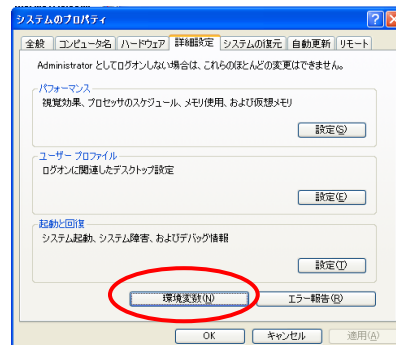 システムのプロパティ
全般 コンピュータ名 ハードウェア 詳細設定 システムの復元 自動更新 リモート
Administrator としてログオンしない場合は、これらのほとんどの変更はできません。
パフォーマンス
視覚効果、プロセッサのスケジュール、メモリ使用、および仮想メモリ
設定(S)
ユーザー プロファイル
ログオンに関連したデスクトップ設定
設定(E)
起動と回復
システム起動、システム障害、およびデバッグ情報
設定(T)
環境変数(N) エラー報告(R)
OK キャンセル 適用(A)